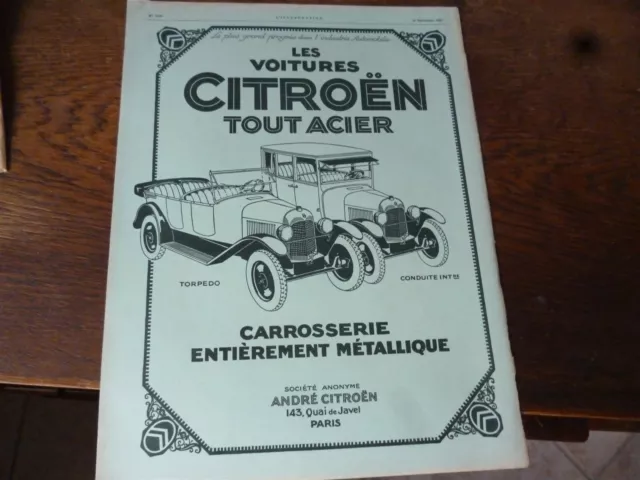 L'ILLUSTRATION
Le plus grand progrès dans l'industrie Automobile
LES
VOITURES
CITROËN
TOUT ACIER
TORPEDO
CONDUITE INTRE
CARROSSERIE
ENTIÈREMENT MÉTALLIQUE
SOCIÉTÉ ANONYME
ANDRÉ CITROËN
143, Quai de Javel
PARIS